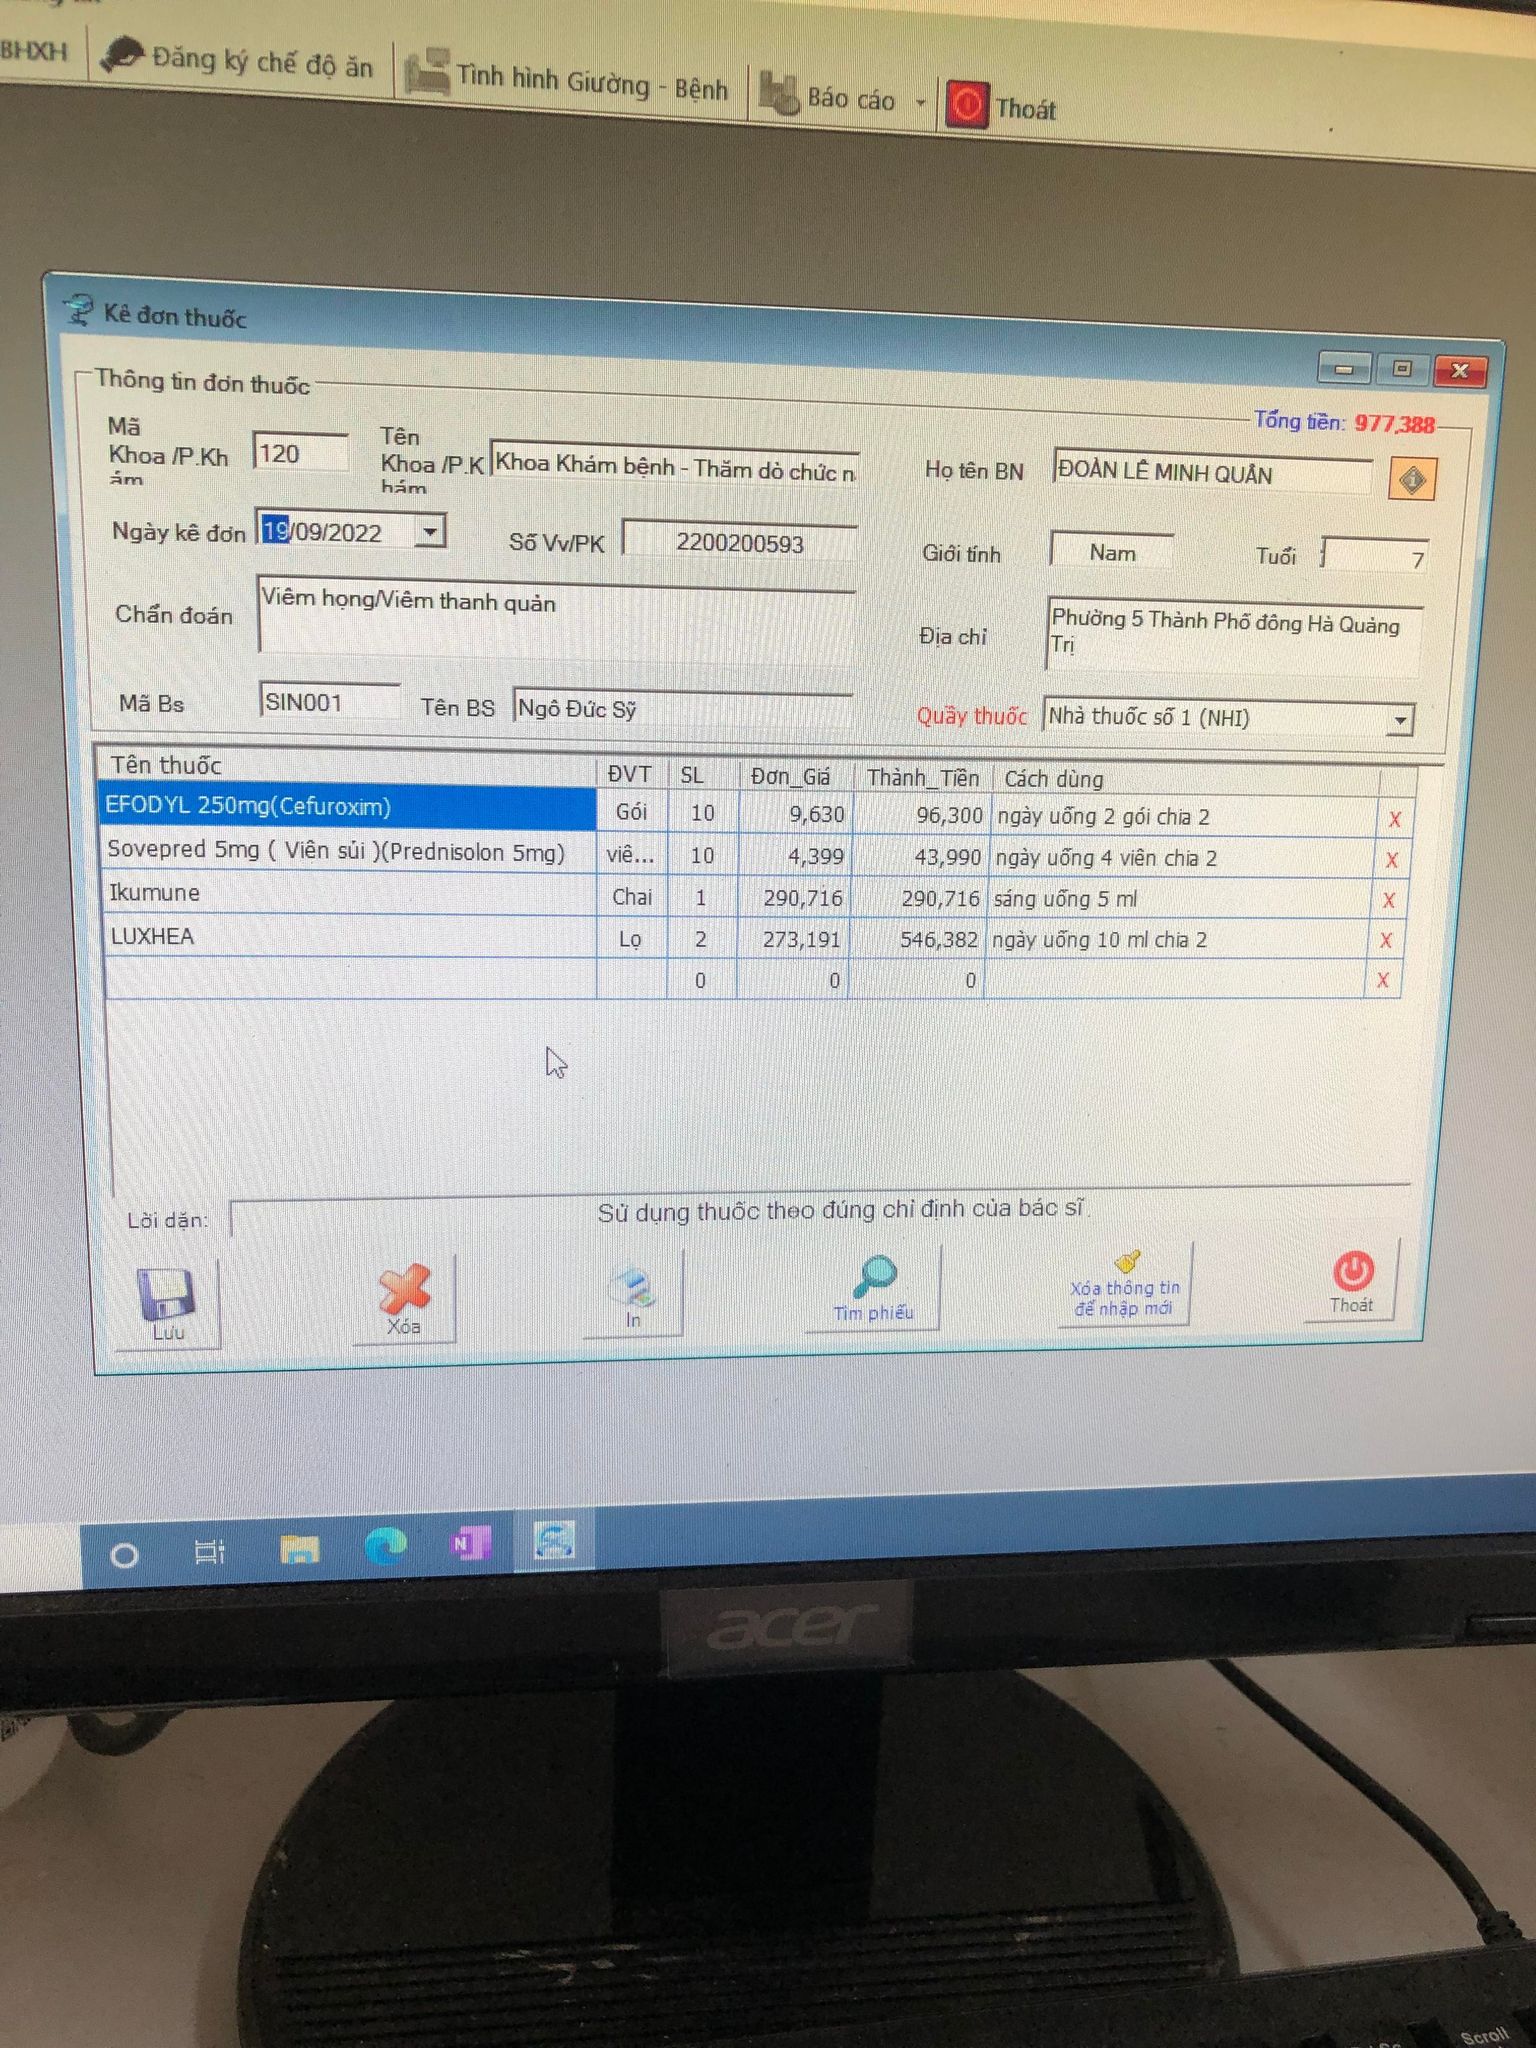 BHXH
Đăng ký chế độ ăn
Tình hình Giường - Bệnh
Báo cáo
Thoát
Kê đơn thuốc
Thông tin đơn thuốc
Tổng tiền: 977,388
Mã Khoa /P.Khám
120
Tên Khoa /P.Khám
Khoa Khám bệnh - Thăm dò chức n
Họ tên BN
ĐOÀN LÊ MINH QUÂN
Ngày kê đơn
19/09/2022
Số Vv/PK
2200200593
Giới tính
Nam
Tuổi
7
Chẩn đoán
Viêm họng/Viêm thanh quản
Địa chỉ
Phường 5 Thành Phố đông Hà Quảng
Trị
Mã Bs
SIN001
Tên BS
Ngô Đức Sỹ
Quầy thuốc
Nhà thuốc số 1 (NHI)
Tên thuốc ĐVT SL Đơn_Giá Thành_Tiền Cách dùng
EFODYL 250mg(Cefuroxim) Gói 10 9,630 96,300 ngày uống 2 gói chia 2 X
Sovepred 5mg ( Viên sủi )(Prednisolon 5mg) viê... 10 4,399 43,990 ngày uống 4 viên chia 2 X
Ikumune Chai 1 290,716 290,716 sáng uống 5 ml X
LUXHEA Lọ 2 273,191 546,382 ngày uống 10 ml chia 2 X
0 0 0 X
Lời dặn:
Sử dụng thuốc theo đúng chỉ định của bác sĩ.
Lưu
Xóa
In
Tìm phiếu
Xóa thông tin
để nhập mới
Thoát
N
acer
Scroll